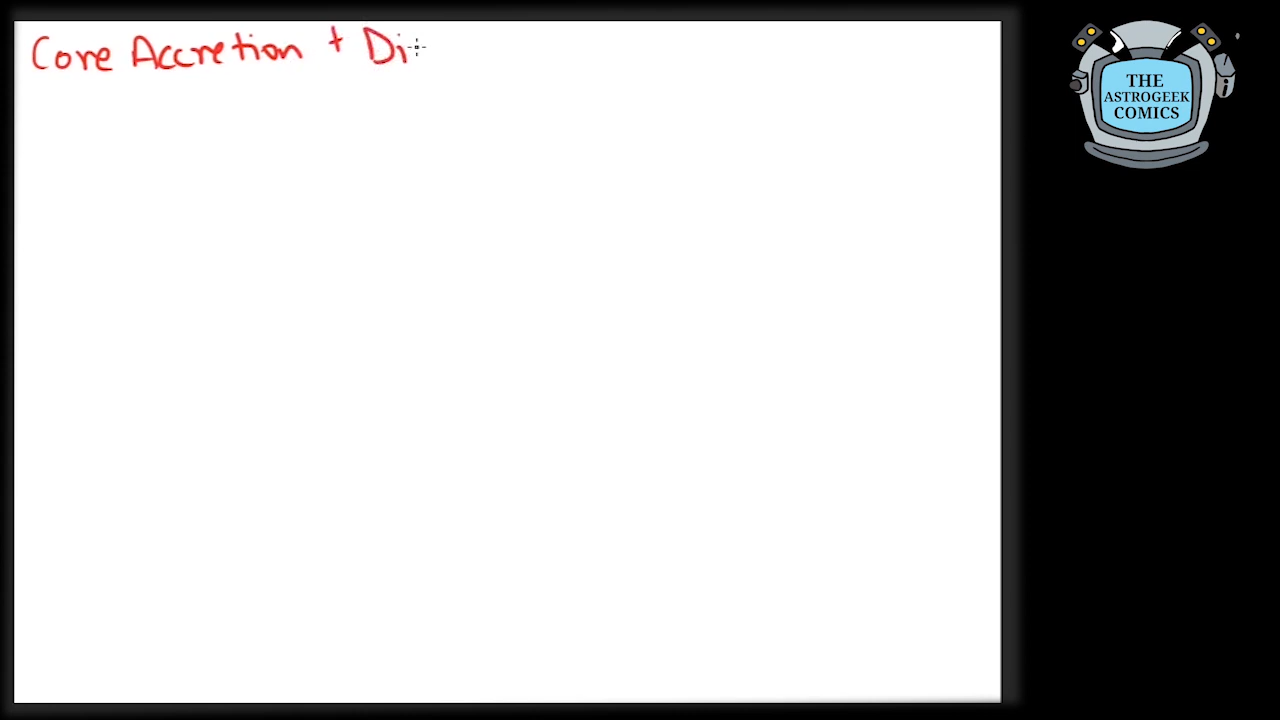 Core Accretion + Di
THE
ASTROGEEK
COMICS